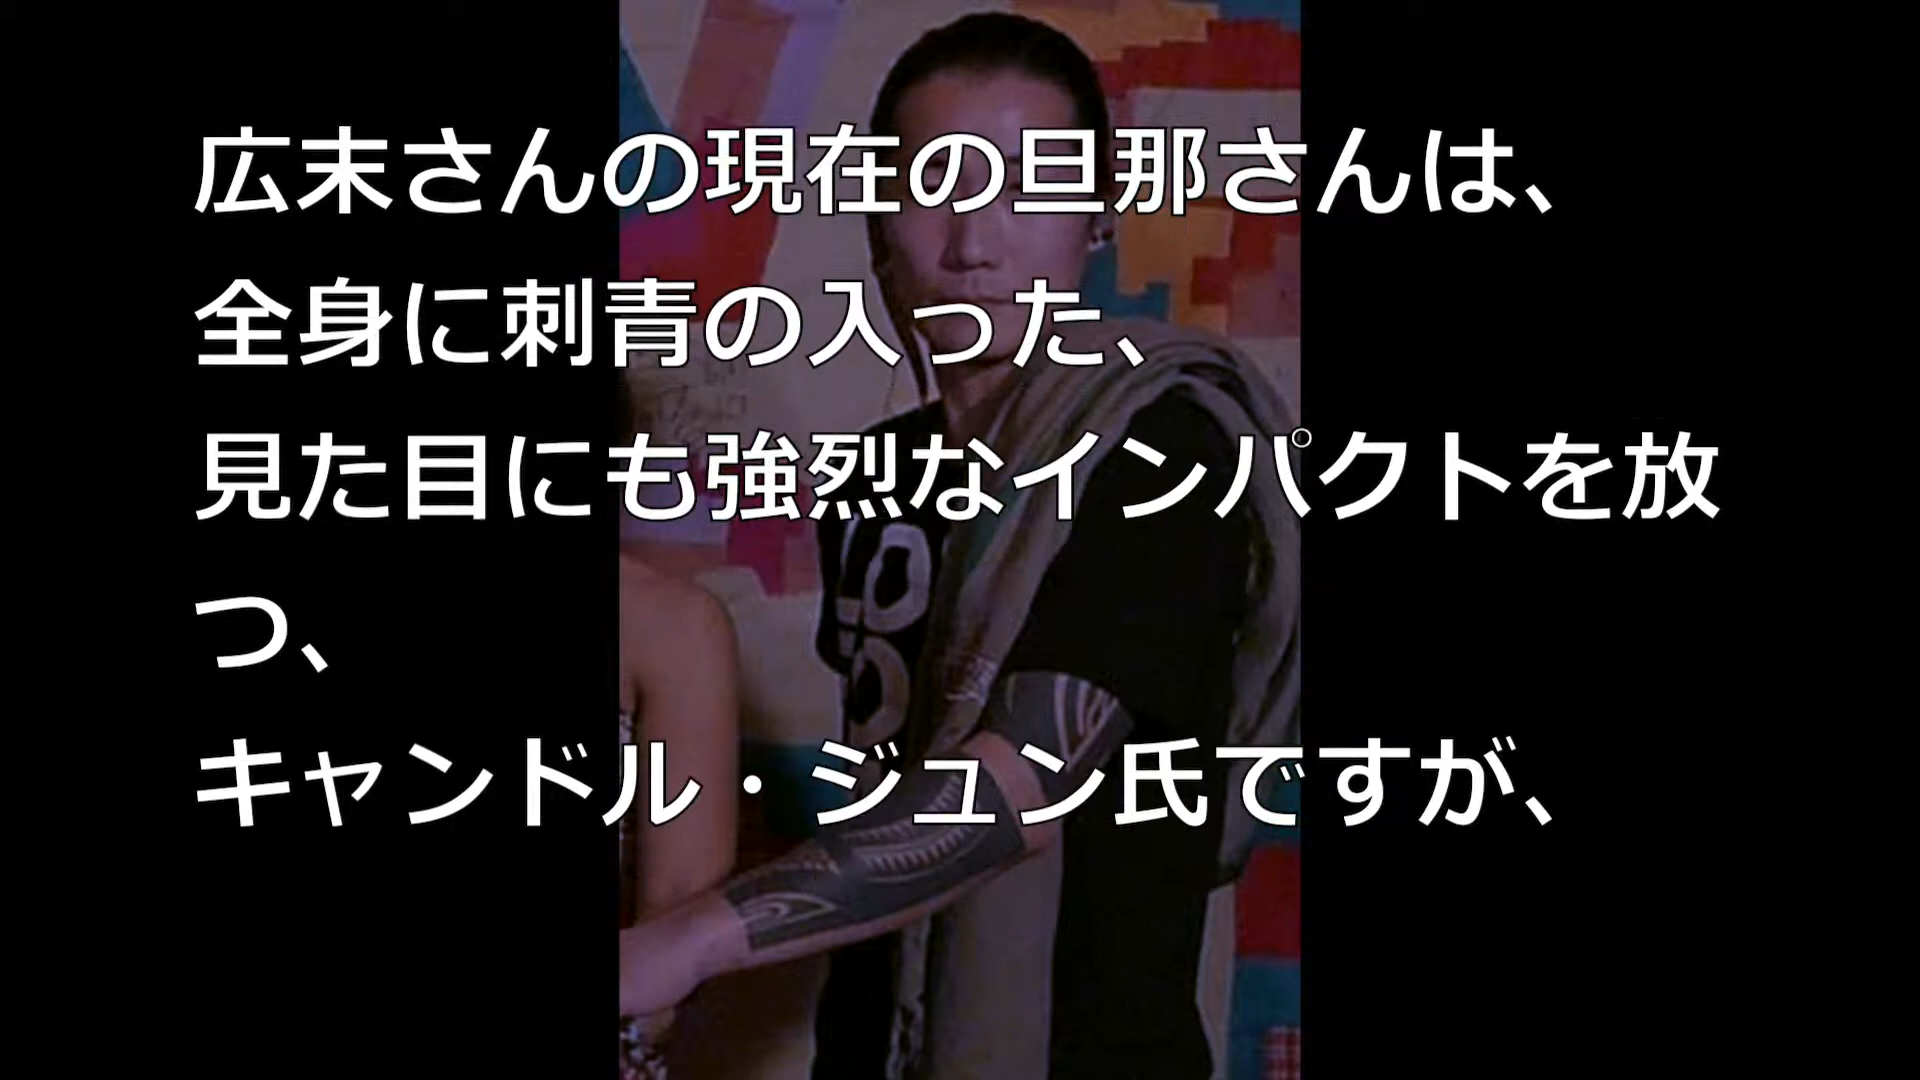 広末さんの現在の旦那さんは、
全身に刺青の入った、
見た目にも強烈なインパクトを放
つ、
キャンドル・ジュン氏ですが、